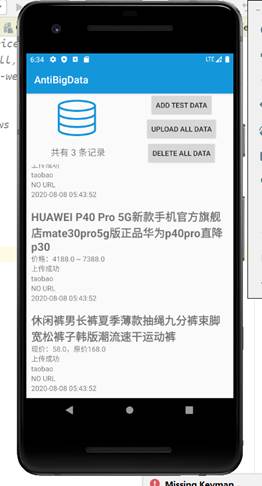 6:34
LTE
AntiBigData
ADD TEST DATA
UPLOAD ALL DATA
共有 3 条记录
DELETE ALL DATA
上传成功
taobao
NO URL
2020-08-08 05:43:52
HUAWEI P40 Pro 5G新款手机官方旗舰
店mate30pro5g版正品华为p40pro直降
p30
价格：4188.0 ~ 7388.0
上传成功
taobao
NO URL
2020-08-08 05:43:52
休闲裤男长裤夏季薄款抽绳九分裤束脚
宽松裤子韩版潮流速干运动裤
现价：58.0，原价168.0
上传成功
taobao
NO URL
2020-08-08 05:43:52
Missing Keymap